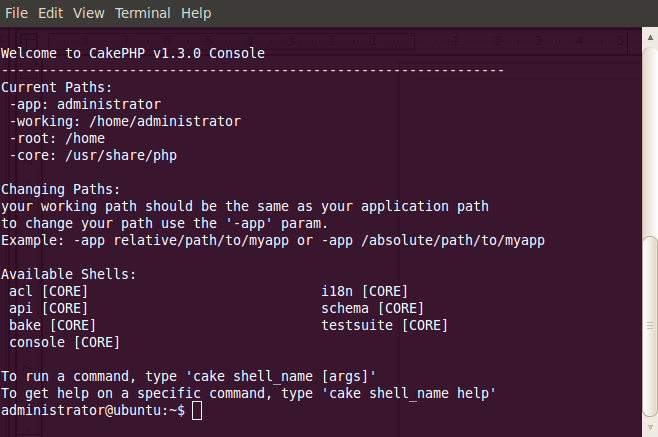 File Edit View Terminal Help
Welcome to CakePHP v1.3.0 Console
---------------------------------------------------------------
Current Paths:
-app: administrator
-working: /home/administrator
-root: /home
-core: /usr/share/php
Changing Paths:
your working path should be the same as your application path
to change your path use the '-app' param.
Example: -app relative/path/to/myapp or -app /absolute/path/to/myapp
Available Shells:
acl [CORE] i18n [CORE]
api [CORE] schema [CORE]
bake [CORE] testsuite [CORE]
console [CORE]
To run a command, type 'cake shell_name [args]'
To get help on a specific command, type 'cake shell_name help'
administrator@ubuntu:~$